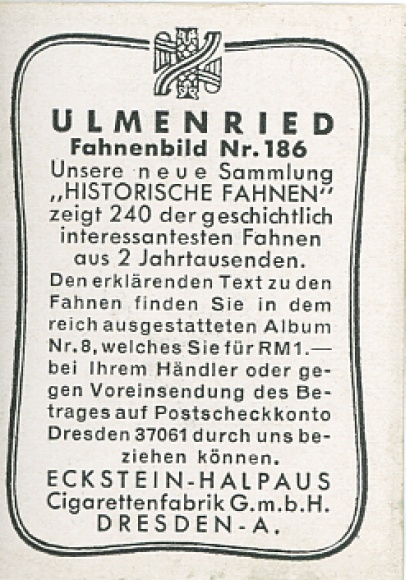 ULMENRIED
Fahnenbild Nr. 186
Unsere neue Sammlung
„HISTORISCHE FAHNEN"
zeigt 240 der geschichtlich
interessantesten Fahnen
aus 2 Jahrtausenden.
Den erklärenden Text zu den
Fahnen finden Sie in dem
reich ausgestatteten Album
Nr. 8, welches Sie für RM 1.—
bei Ihrem Händler oder ge-
gen Voreinsendung des Be-
trages auf Postscheckkonto
Dresden 37061 durch uns be-
ziehen können.
ECKSTEIN-HALPAUS
Cigarettenfabrik G.m.b.H.
DRESDEN-A.